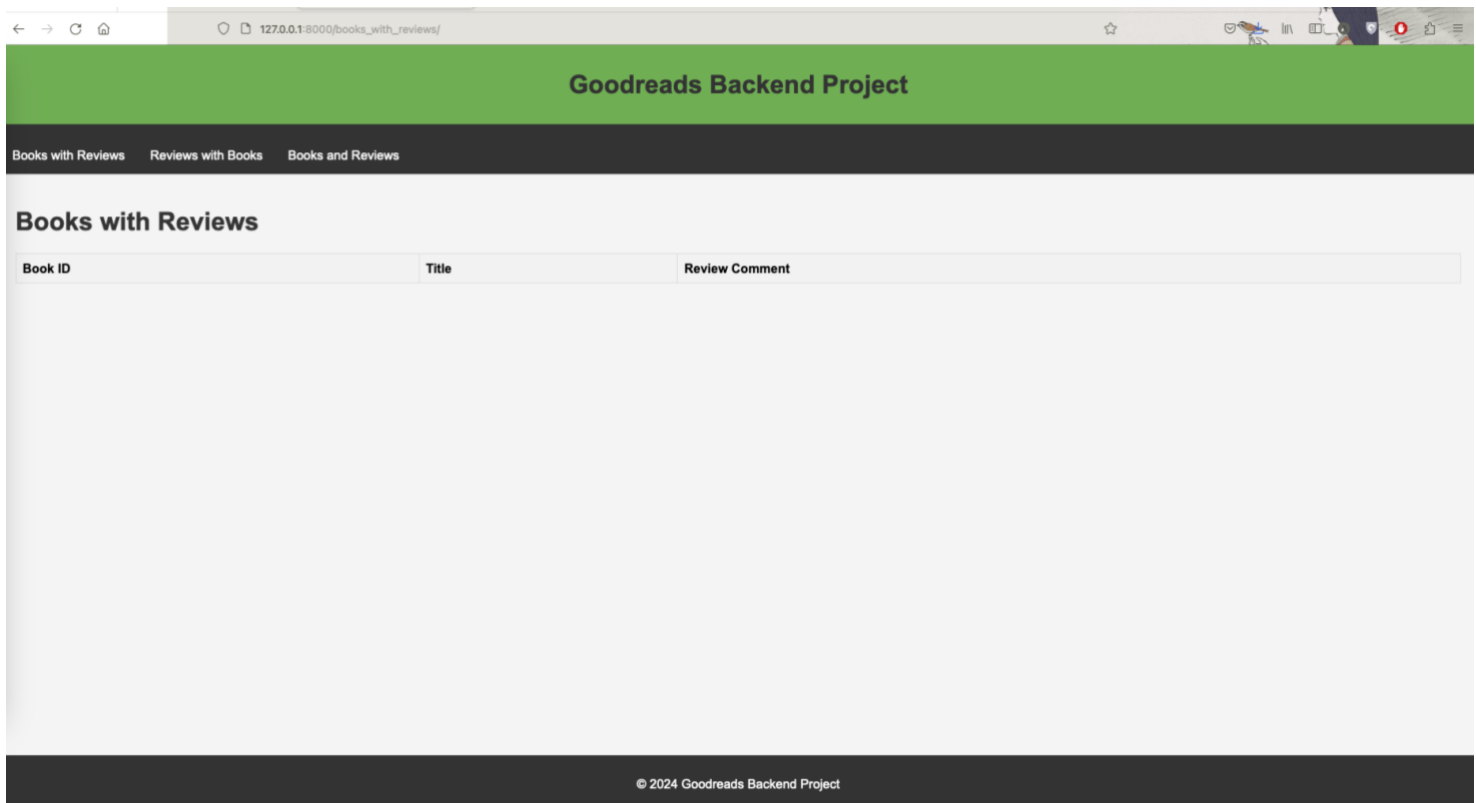 127.0.0.1:8000/books_with_reviews/
Goodreads Backend Project
Books with Reviews Reviews with Books Books and Reviews
Books with Reviews
Book ID Title Review Comment
© 2024 Goodreads Backend Project